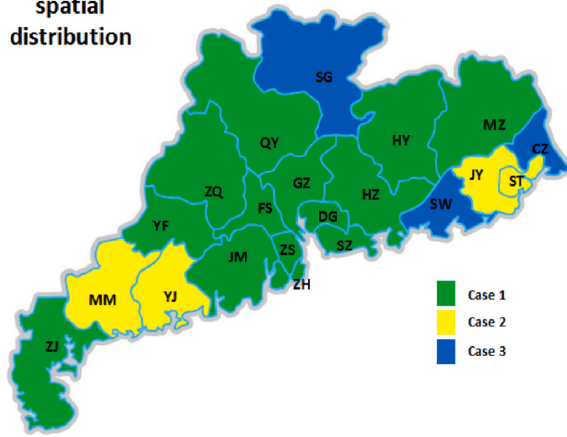 spatial
distribution
SG
MZ
CZ
QY
HY
JY
ST
GZ
ZQ
HZ
FS
SW
DG
YF
SZ
ZS
JM
ZH
MM
YJ
Case 1
Case 2
ZJ
Case 3